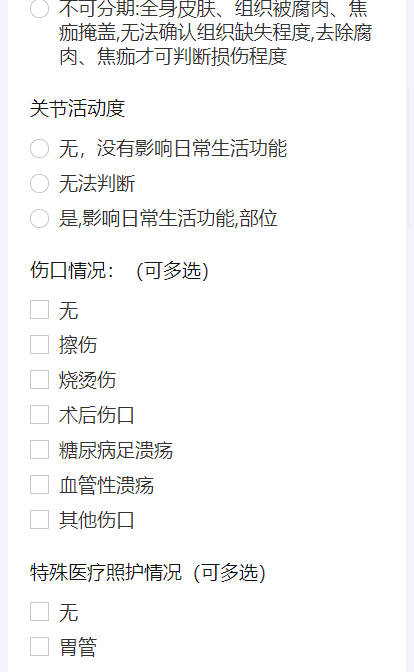 不可分期:全身皮肤、组织被腐肉、焦
痂掩盖,无法确认组织缺失程度,去除腐
肉、焦痂才可判断损伤程度
关节活动度
无，没有影响日常生活功能
无法判断
是,影响日常生活功能,部位
伤口情况：（可多选）
无
擦伤
烧烫伤
术后伤口
糖尿病足溃疡
血管性溃疡
其他伤口
特殊医疗照护情况（可多选）
无
胃管